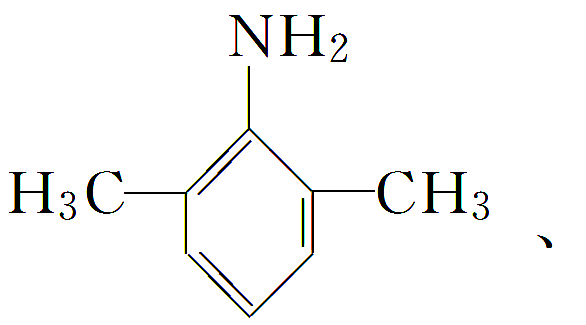 NH2
H3C CH3
、